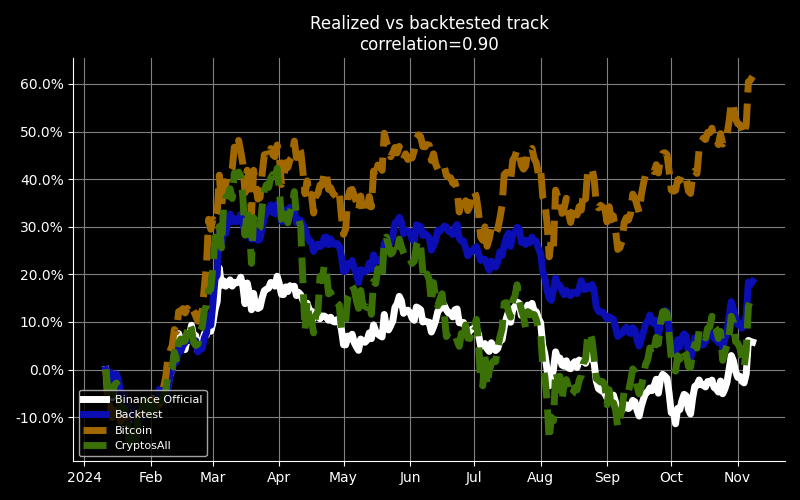 Realized vs backtested track
correlation=0.90
60.0%
50.0%
40.0%
30.0%
20.0%
10.0%
0.0%
-10.0%
Binance Official
Backtest
Bitcoin
CryptosAll
2024 Feb Mar Apr May Jun Jul Aug Sep Oct Nov